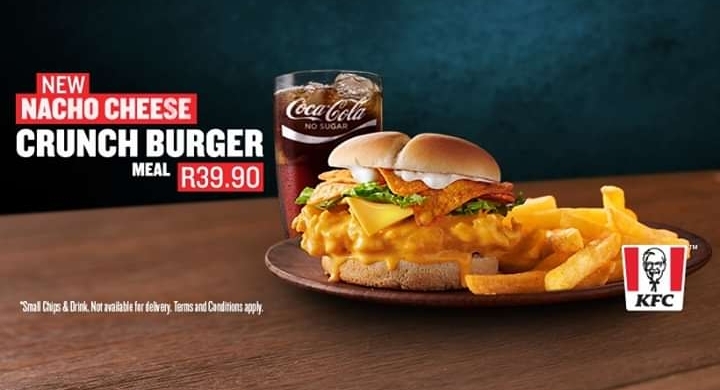 NEW
NACHO CHEESE
CRUNCH BURGER
MEAL R39.90
Coca-Cola
NO SUGAR
*Small Chips & Drink. Not available for delivery. Terms and Conditions apply.
TM
KFC